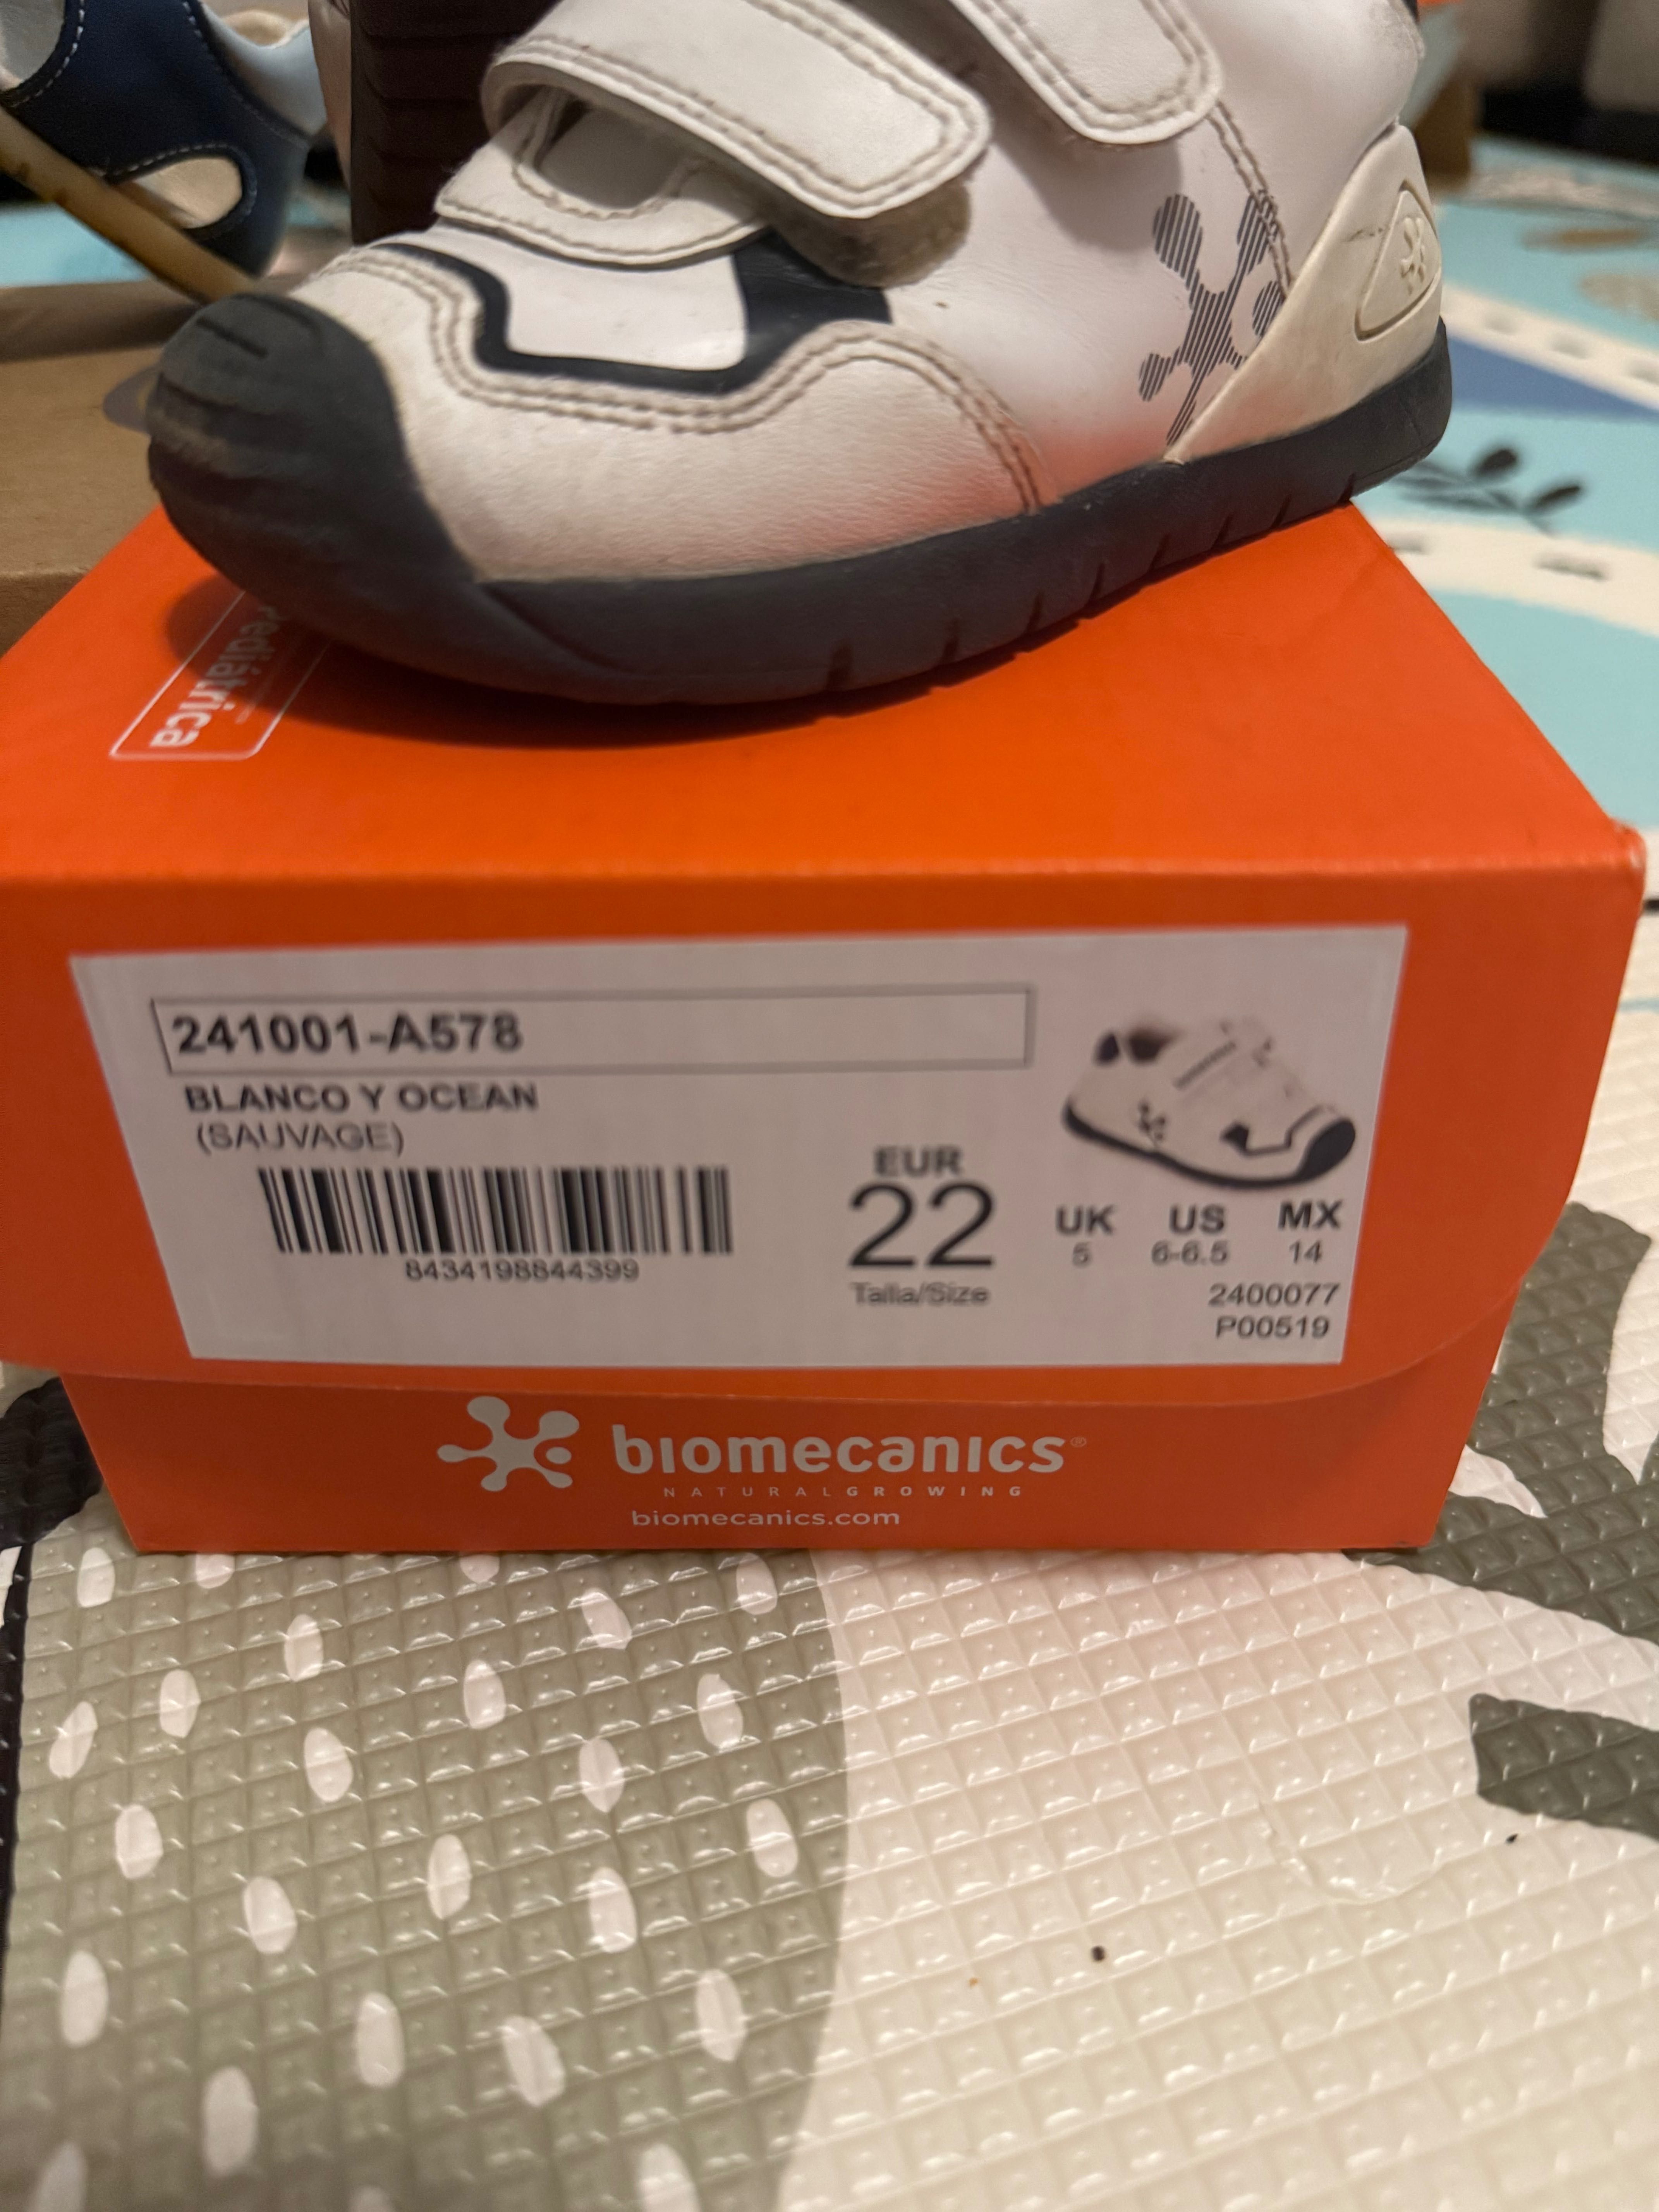 Pediátrica
241001-A578
BLANCO Y OCEAN
(SAUVAGE)
8434198844399
EUR
22
Talla/Size
UK US MX
5 6-6.5 14
2400077
P00519
biomecanics®
NATURALGROWING
biomecanics.com